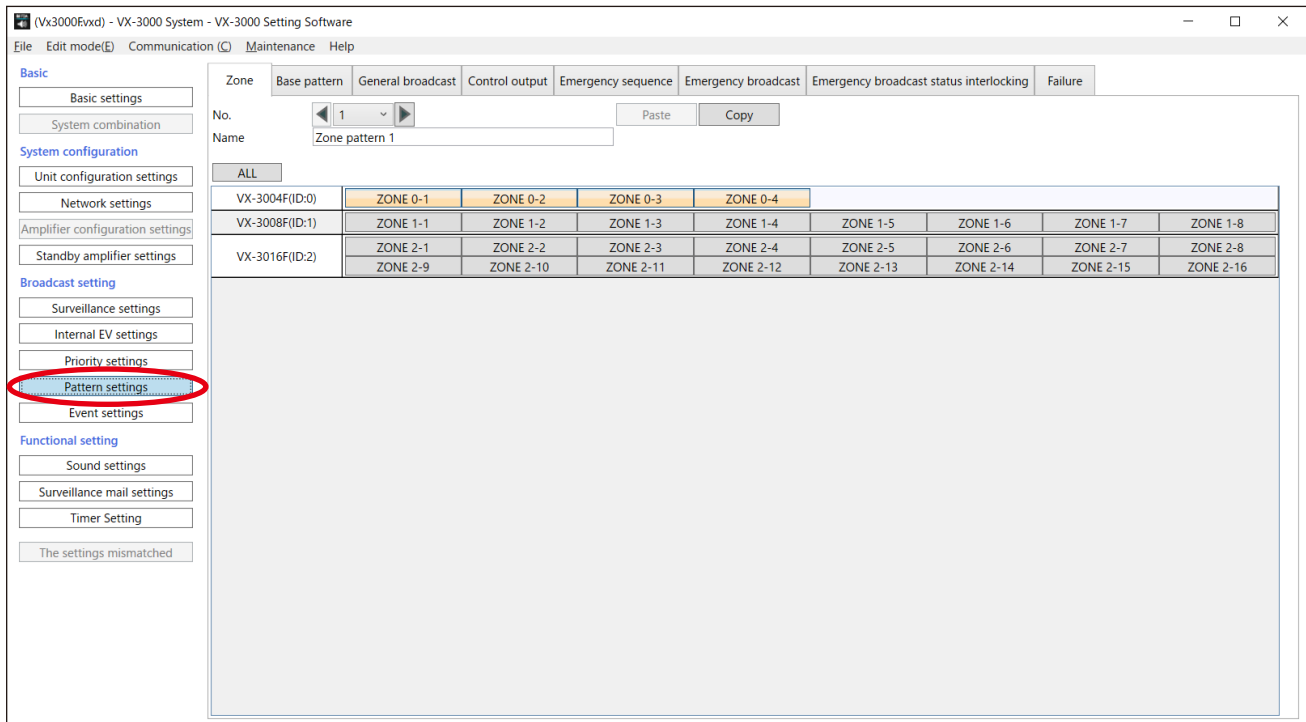 (Vx3000F.vxd) - VX-3000 System - VX-3000 Setting Software
File Edit mode(E) Communication (C) Maintenance Help
Basic
Basic settings
System combination
System configuration
Unit configuration settings
Network settings
Amplifier configuration settings
Standby amplifier settings
Broadcast setting
Surveillance settings
Internal EV settings
Priority settings
Pattern settings
Event settings
Functional setting
Sound settings
Surveillance mail settings
Timer Setting
The settings mismatched
Zone Base pattern General broadcast Control output Emergency sequence Emergency broadcast Emergency broadcast status interlocking Failure
No. 1 Paste Copy
Name Zone pattern 1
ALL
VX-3004F(ID:0) ZONE 0-1 ZONE 0-2 ZONE 0-3 ZONE 0-4
VX-3008F(ID:1) ZONE 1-1 ZONE 1-2 ZONE 1-3 ZONE 1-4 ZONE 1-5 ZONE 1-6 ZONE 1-7 ZONE 1-8
VX-3016F(ID:2) ZONE 2-1 ZONE 2-2 ZONE 2-3 ZONE 2-4 ZONE 2-5 ZONE 2-6 ZONE 2-7 ZONE 2-8
ZONE 2-9 ZONE 2-10 ZONE 2-11 ZONE 2-12 ZONE 2-13 ZONE 2-14 ZONE 2-15 ZONE 2-16